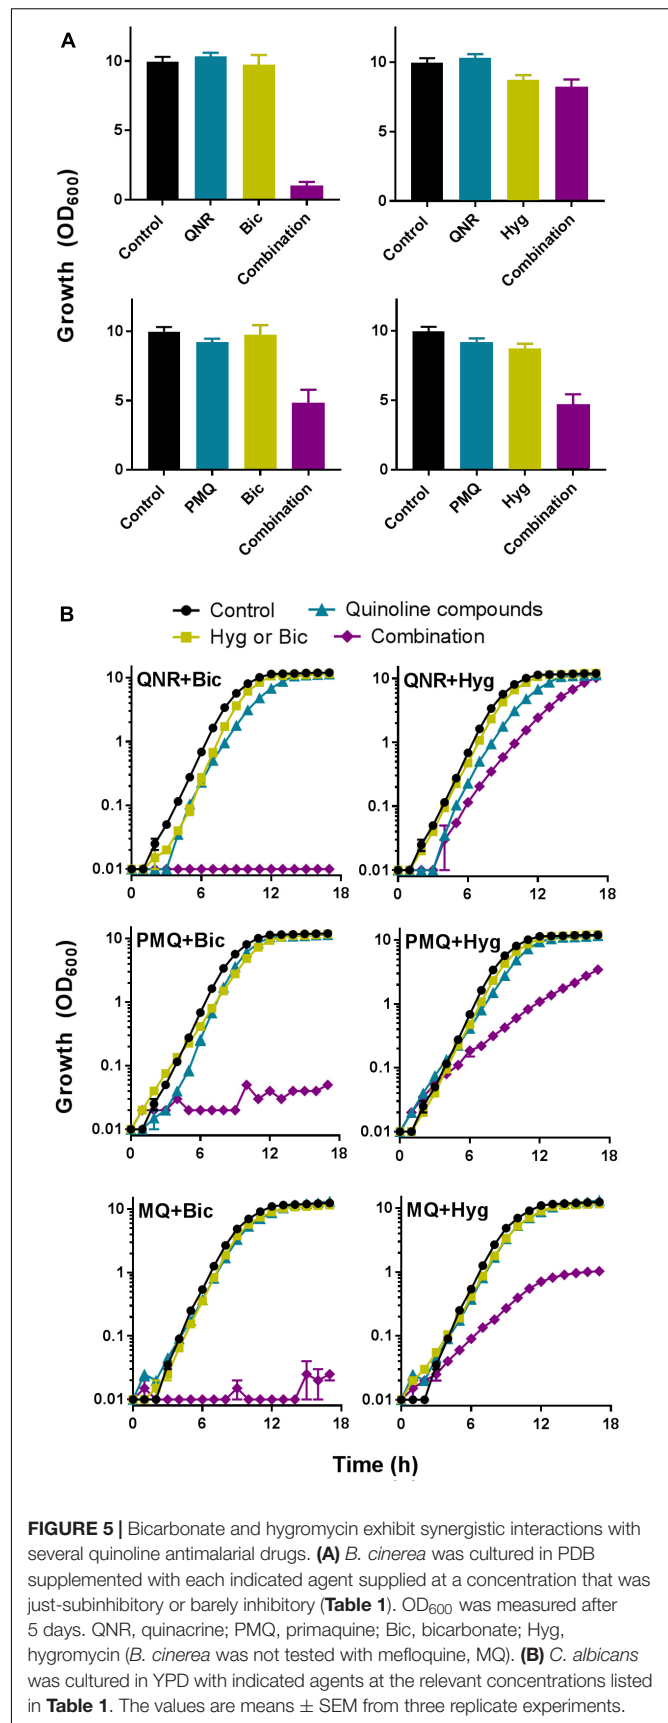 A
Growth (OD600)
10
5
0
Control
QNR
Bic
Combination
10
5
0
Control
QNR
Hyg
Combination
10
5
0
Control
PMQ
Bic
Combination
10
5
0
Control
PMQ
Hyg
Combination
B
Control
Quinoline compounds
Hyg or Bic
Combination
Growth (OD600)
QNR+Bic
10
1
0.1
0.01
0 6 12 18
QNR+Hyg
10
1
0.1
0.01
0 6 12 18
PMQ+Bic
10
1
0.1
0.01
0 6 12 18
PMQ+Hyg
10
1
0.1
0.01
0 6 12 18
MQ+Bic
10
1
0.1
0.01
0 6 12 18
MQ+Hyg
10
1
0.1
0.01
0 6 12 18
Time (h)
FIGURE 5 | Bicarbonate and hygromycin exhibit synergistic interactions with
several quinoline antimalarial drugs. (A) B. cinerea was cultured in PDB
supplemented with each indicated agent supplied at a concentration that was
just-subinhibitory or barely inhibitory (Table 1). OD600 was measured after
5 days. QNR, quinacrine; PMQ, primaquine; Bic, bicarbonate; Hyg,
hygromycin (B. cinerea was not tested with mefloquine, MQ). (B) C. albicans
was cultured in YPD with indicated agents at the relevant concentrations listed
in Table 1. The values are means ± SEM from three replicate experiments.